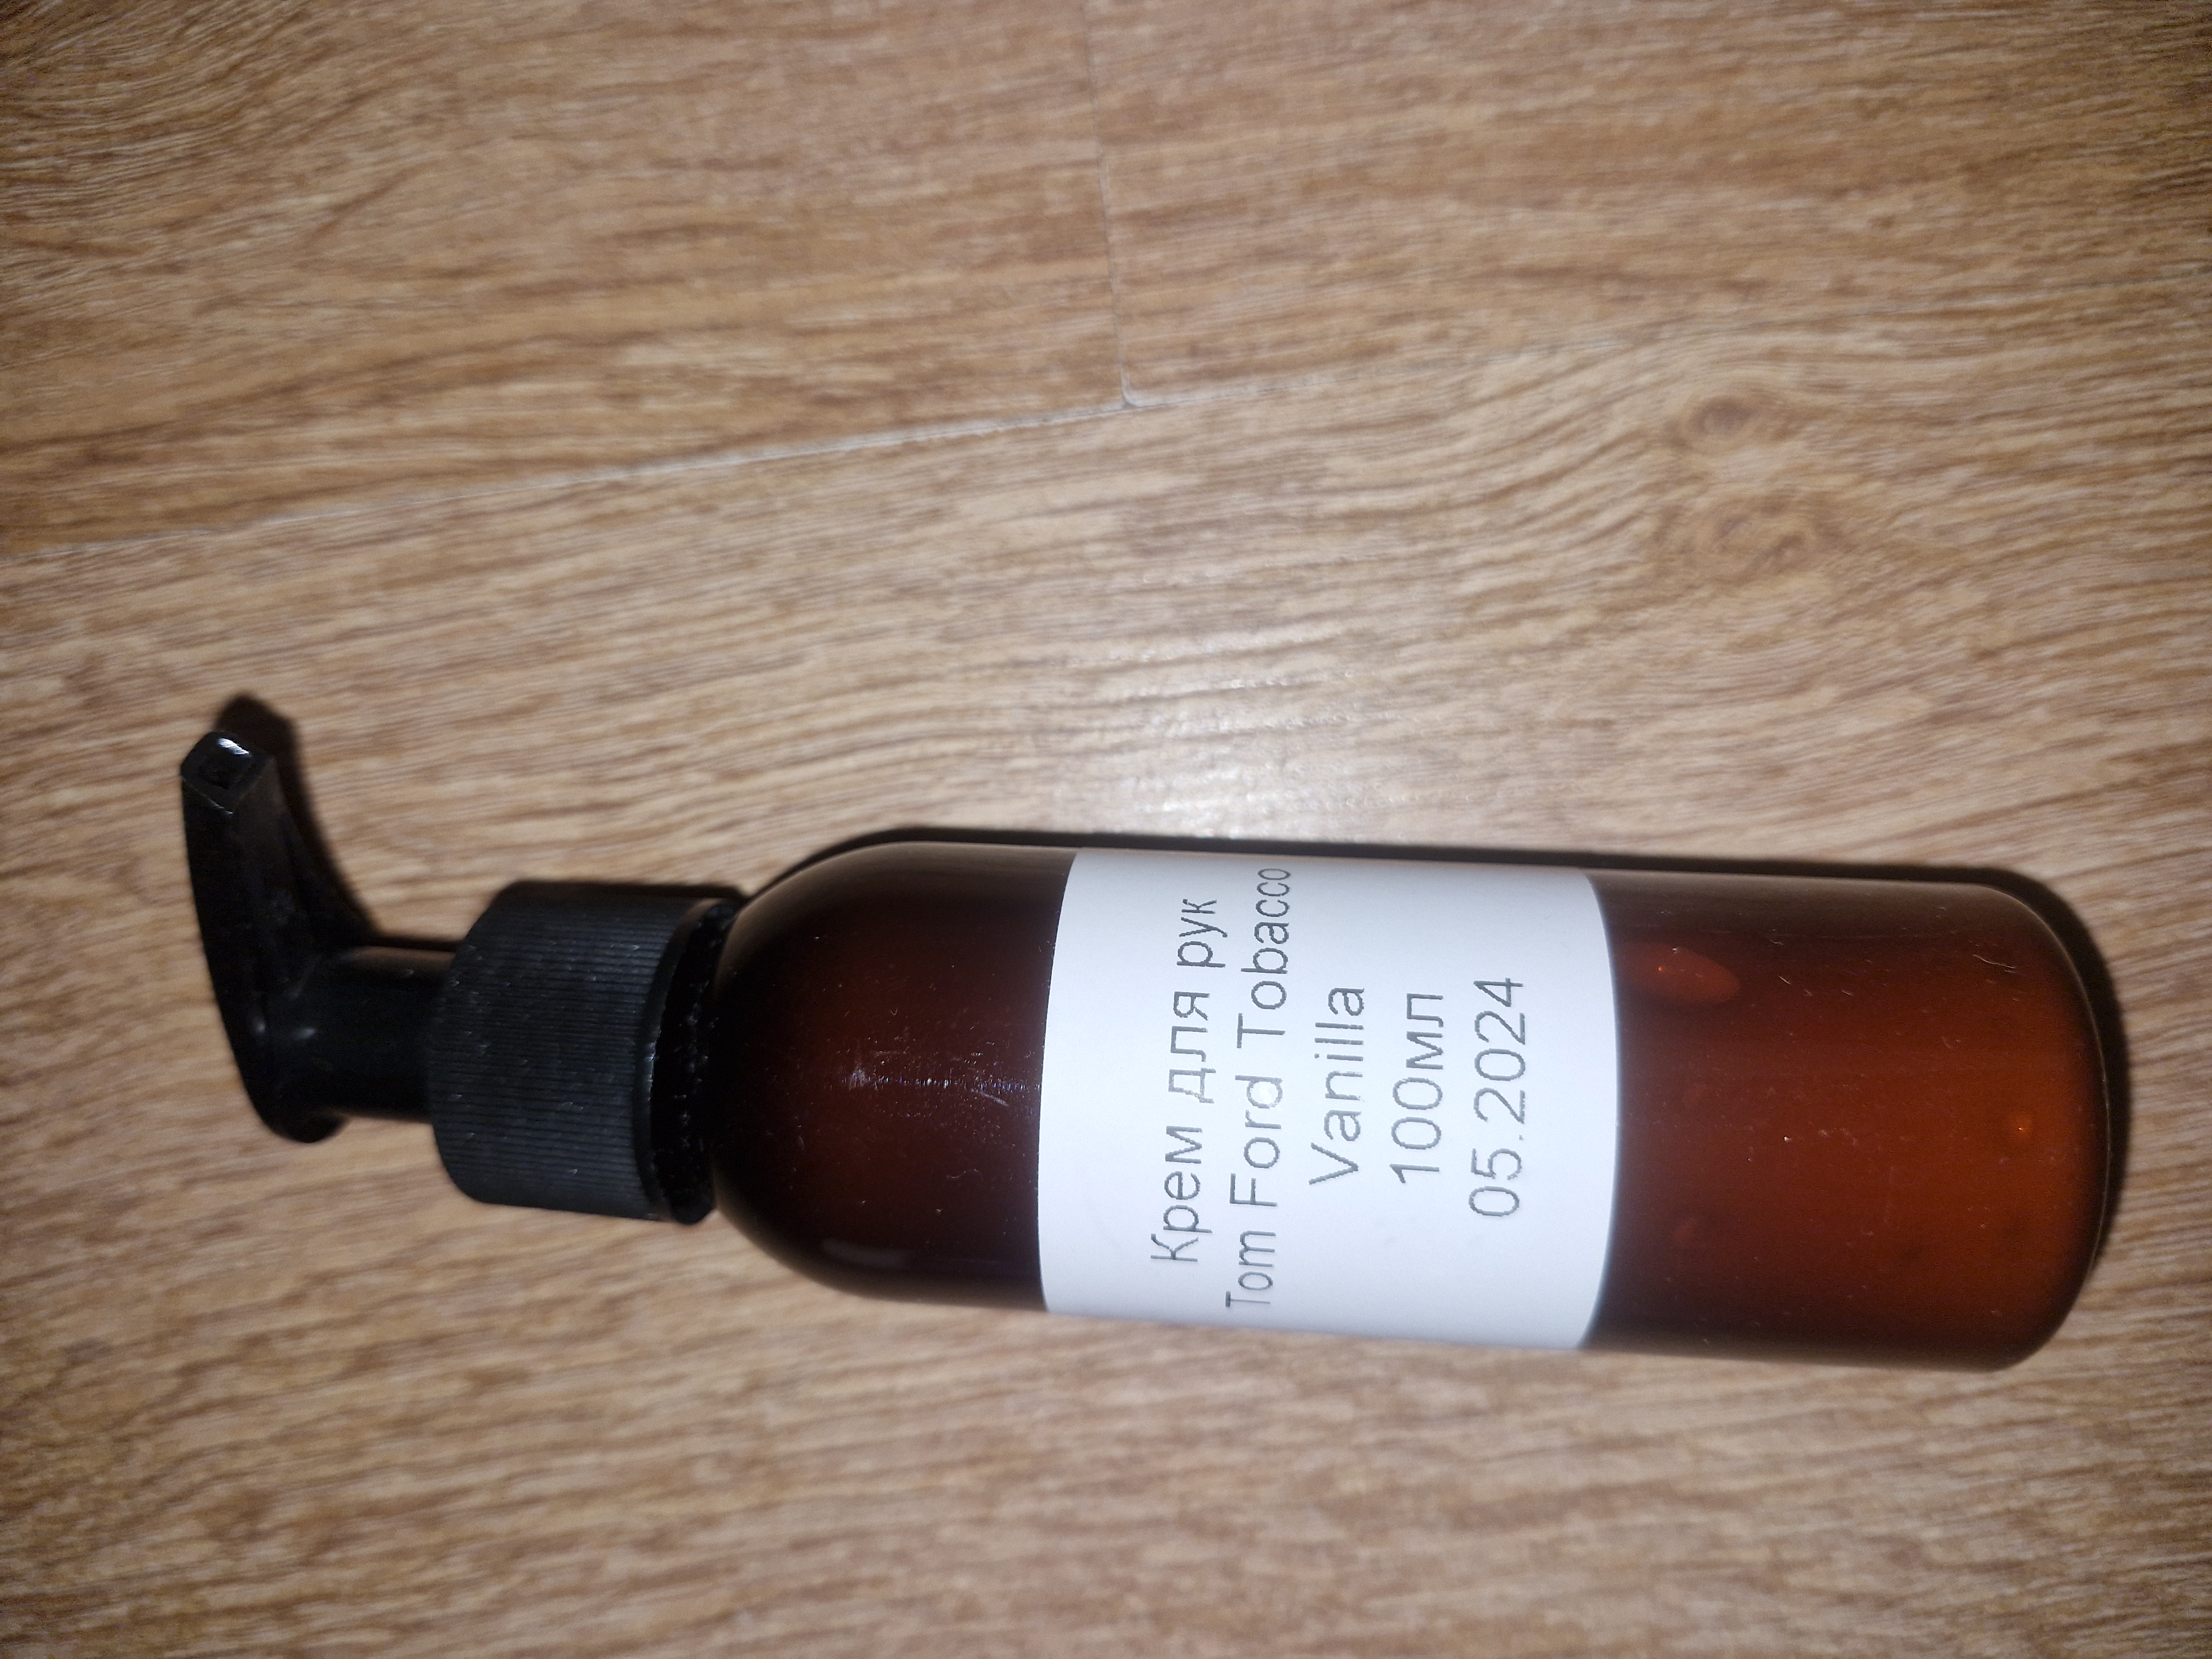 Крем для рук
Tom Ford Tobacco
Vanilla
100мл
05.2024